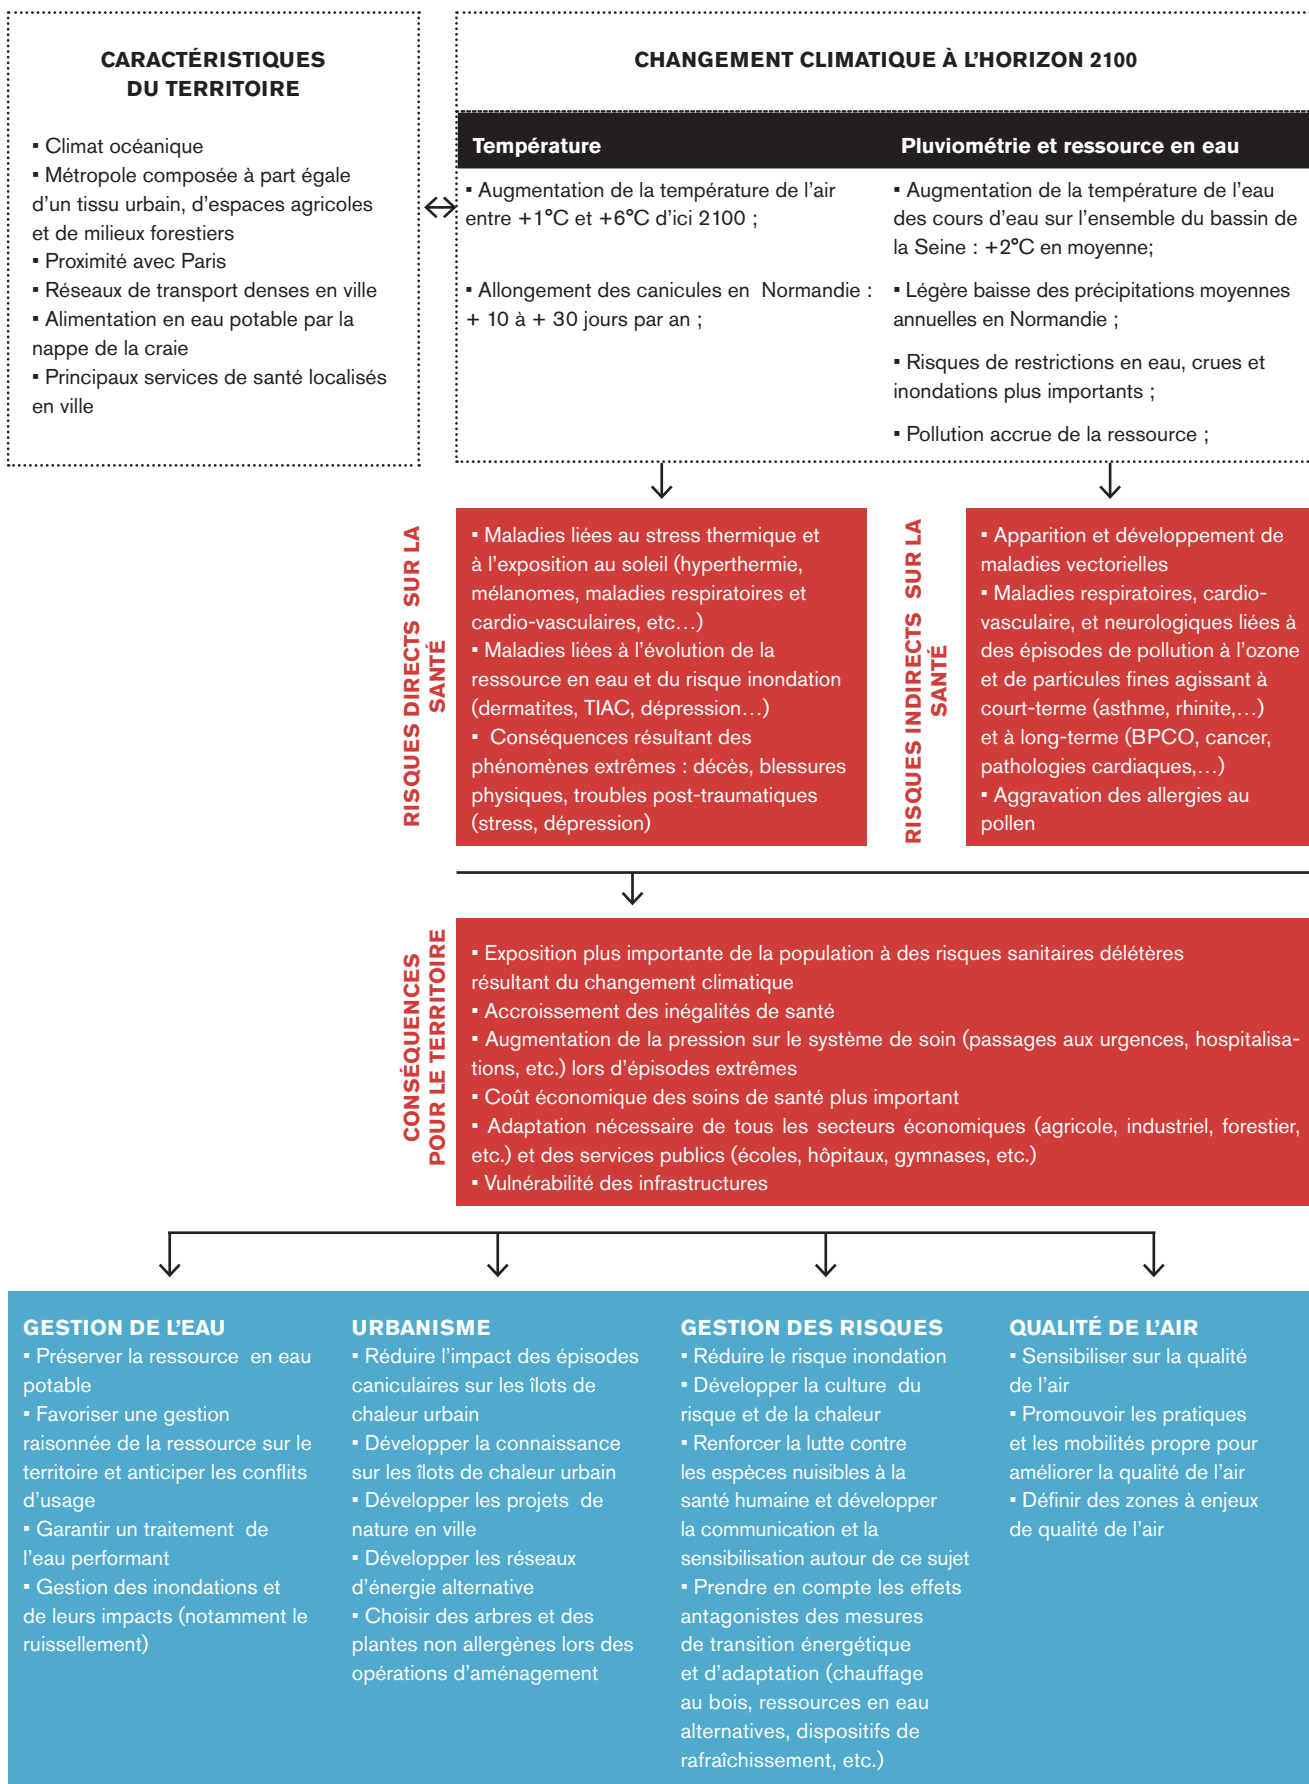 CARACTÉRISTIQUES
DU TERRITOIRE
▪ Climat océanique
▪ Métropole composée à part égale
d'un tissu urbain, d'espaces agricoles
et de milieux forestiers
▪ Proximité avec Paris
▪ Réseaux de transport denses en ville
▪ Alimentation en eau potable par la
nappe de la craie
▪ Principaux services de santé localisés
en ville
CHANGEMENT CLIMATIQUE À L'HORIZON 2100
Température
▪ Augmentation de la température de l'air
entre +1°C et +6°C d'ici 2100 ;
▪ Allongement des canicules en Normandie :
+ 10 à + 30 jours par an ;
Pluviométrie et ressource en eau
▪ Augmentation de la température de l'eau
des cours d'eau sur l'ensemble du bassin de
la Seine : +2°C en moyenne;
▪ Légère baisse des précipitations moyennes
annuelles en Normandie ;
▪ Risques de restrictions en eau, crues et
inondations plus importants ;
▪ Pollution accrue de la ressource ;
RISQUES DIRECTS SUR LA
SANTÉ
▪ Maladies liées au stress thermique et
à l'exposition au soleil (hyperthermie,
mélanomes, maladies respiratoires et
cardio-vasculaires, etc…)
▪ Maladies liées à l'évolution de la
ressource en eau et du risque inondation
(dermatites, TIAC, dépression…)
▪ Conséquences résultant des
phénomènes extrêmes : décès, blessures
physiques, troubles post-traumatiques
(stress, dépression)
RISQUES INDIRECTS SUR LA
SANTÉ
▪ Apparition et développement de
maladies vectorielles
▪ Maladies respiratoires, cardio-
vasculaire, et neurologiques liées à
des épisodes de pollution à l'ozone
et de particules fines agissant à
court-terme (asthme, rhinite,…)
et à long-terme (BPCO, cancer,
pathologies cardiaques,…)
▪ Aggravation des allergies au
pollen
CONSÉQUENCES
POUR LE TERRITOIRE
▪ Exposition plus importante de la population à des risques sanitaires délétères
résultant du changement climatique
▪ Accroissement des inégalités de santé
▪ Augmentation de la pression sur le système de soin (passages aux urgences, hospitalisa-
tions, etc.) lors d'épisodes extrêmes
▪ Coût économique des soins de santé plus important
▪ Adaptation nécessaire de tous les secteurs économiques (agricole, industriel, forestier,
etc.) et des services publics (écoles, hôpitaux, gymnases, etc.)
▪ Vulnérabilité des infrastructures
GESTION DE L'EAU
▪ Préserver la ressource en eau
potable
▪ Favoriser une gestion
raisonnée de la ressource sur le
territoire et anticiper les conflits
d'usage
▪ Garantir un traitement de
l'eau performant
▪ Gestion des inondations et
de leurs impacts (notamment le
ruissellement)
URBANISME
▪ Réduire l'impact des épisodes
caniculaires sur les îlots de
chaleur urbain
▪ Développer la connaissance
sur les îlots de chaleur urbain
▪ Développer les projets de
nature en ville
▪ Développer les réseaux
d'énergie alternative
▪ Choisir des arbres et des
plantes non allergènes lors des
opérations d'aménagement
GESTION DES RISQUES
▪ Réduire le risque inondation
▪ Développer la culture du
risque et de la chaleur
▪ Renforcer la lutte contre
les espèces nuisibles à la
santé humaine et développer
la communication et la
sensibilisation autour de ce sujet
▪ Prendre en compte les effets
antagonistes des mesures
de transition énergétique
et d'adaptation (chauffage
au bois, ressources en eau
alternatives, dispositifs de
rafraîchissement, etc.)
QUALITÉ DE L'AIR
▪ Sensibiliser sur la qualité
de l'air
▪ Promouvoir les pratiques
et les mobilités propre pour
améliorer la qualité de l'air
▪ Définir des zones à enjeux
de qualité de l'air